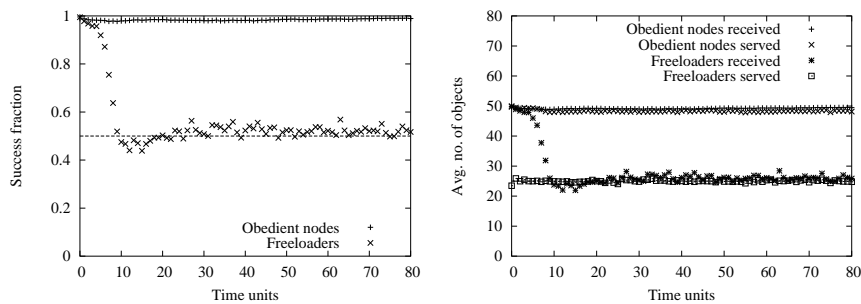 1
0.8
0.6
0.4
0.2
0
Success fraction
0 10 20 30 40 50 60 70 80
Time units
Obedient nodes
Freeloaders
80
70
60
50
40
30
20
10
0
Avg. no. of objects
0 10 20 30 40 50 60 70 80
Time units
Obedient nodes received
Obedient nodes served
Freeloaders received
Freeloaders served